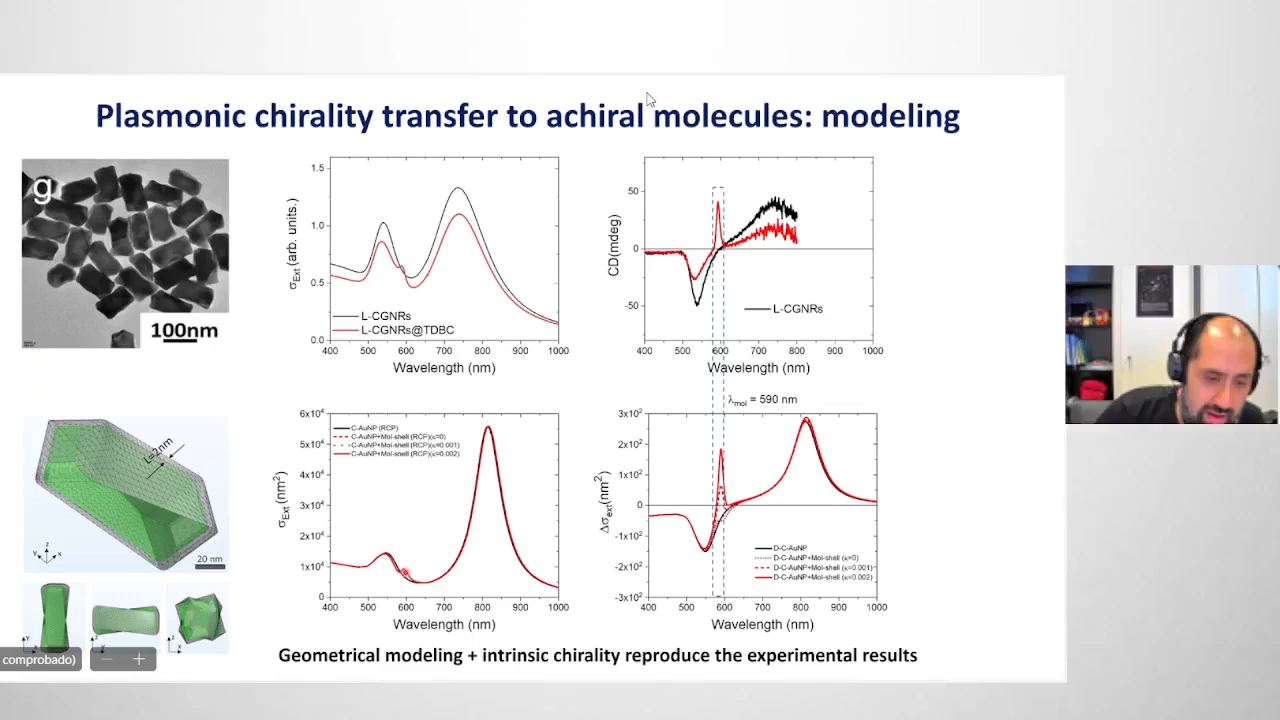 Plasmonic chirality transfer to achiral molecules: modeling
g
100nm
1.5
1.0
0.5
0.0
σExt (arb. units.)
L-CGNRs
L-CGNRs@TDBC
400 500 600 700 800 900 1000
Wavelength (nm)
50
0
-50
CD(mdeg)
L-CGNRs
400 500 600 700 800 900 1000
Wavelength (nm)
L=2nm
z
Y x
20 nm
6x10⁴
5x10⁴
4x10⁴
3x10⁴
2x10⁴
1x10⁴
0
σExt (nm²)
C-AuNP (RCP)
C-AuNP+Mol-shell (RCP)(κ=0)
C-AuNP+Mol-shell (RCP)(κ=0.001)
C-AuNP+Mol-shell (RCP)(κ=0.002)
400 500 600 700 800 900 1000
Wavelength (nm)
λmol = 590 nm
3x10²
2x10²
1x10²
0
-1x10²
-2x10²
-3x10²
Δσext(nm²)
D-C-AuNP
D-C-AuNP+Mol-shell (κ=0)
D-C-AuNP+Mol-shell (κ=0.001)
D-C-AuNP+Mol-shell (κ=0.002)
400 500 600 700 800 900 1000
Wavelength (nm)
comprobado)
Geometrical modeling + intrinsic chirality reproduce the experimental results